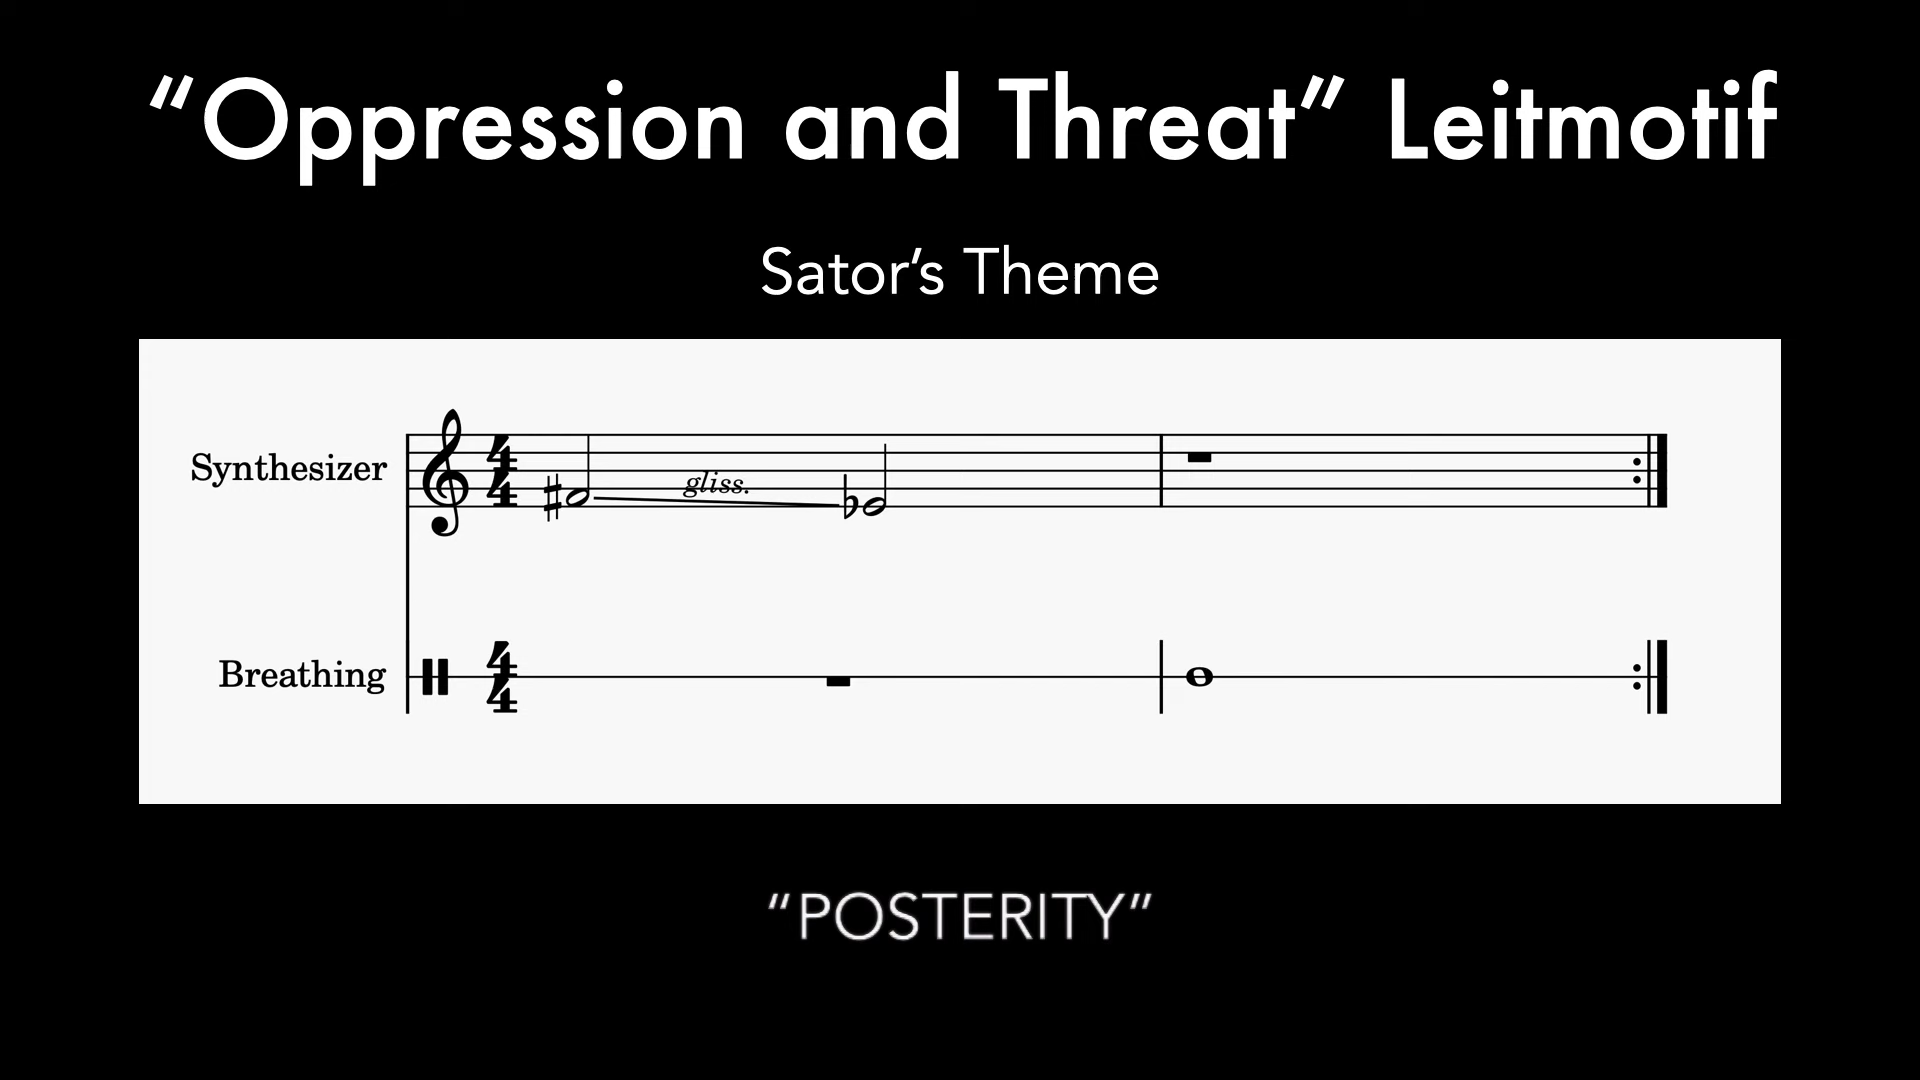 “Oppression and Threat” Leitmotif
Sator’s Theme
Synthesizer
gliss.
Breathing
“POSTERITY”